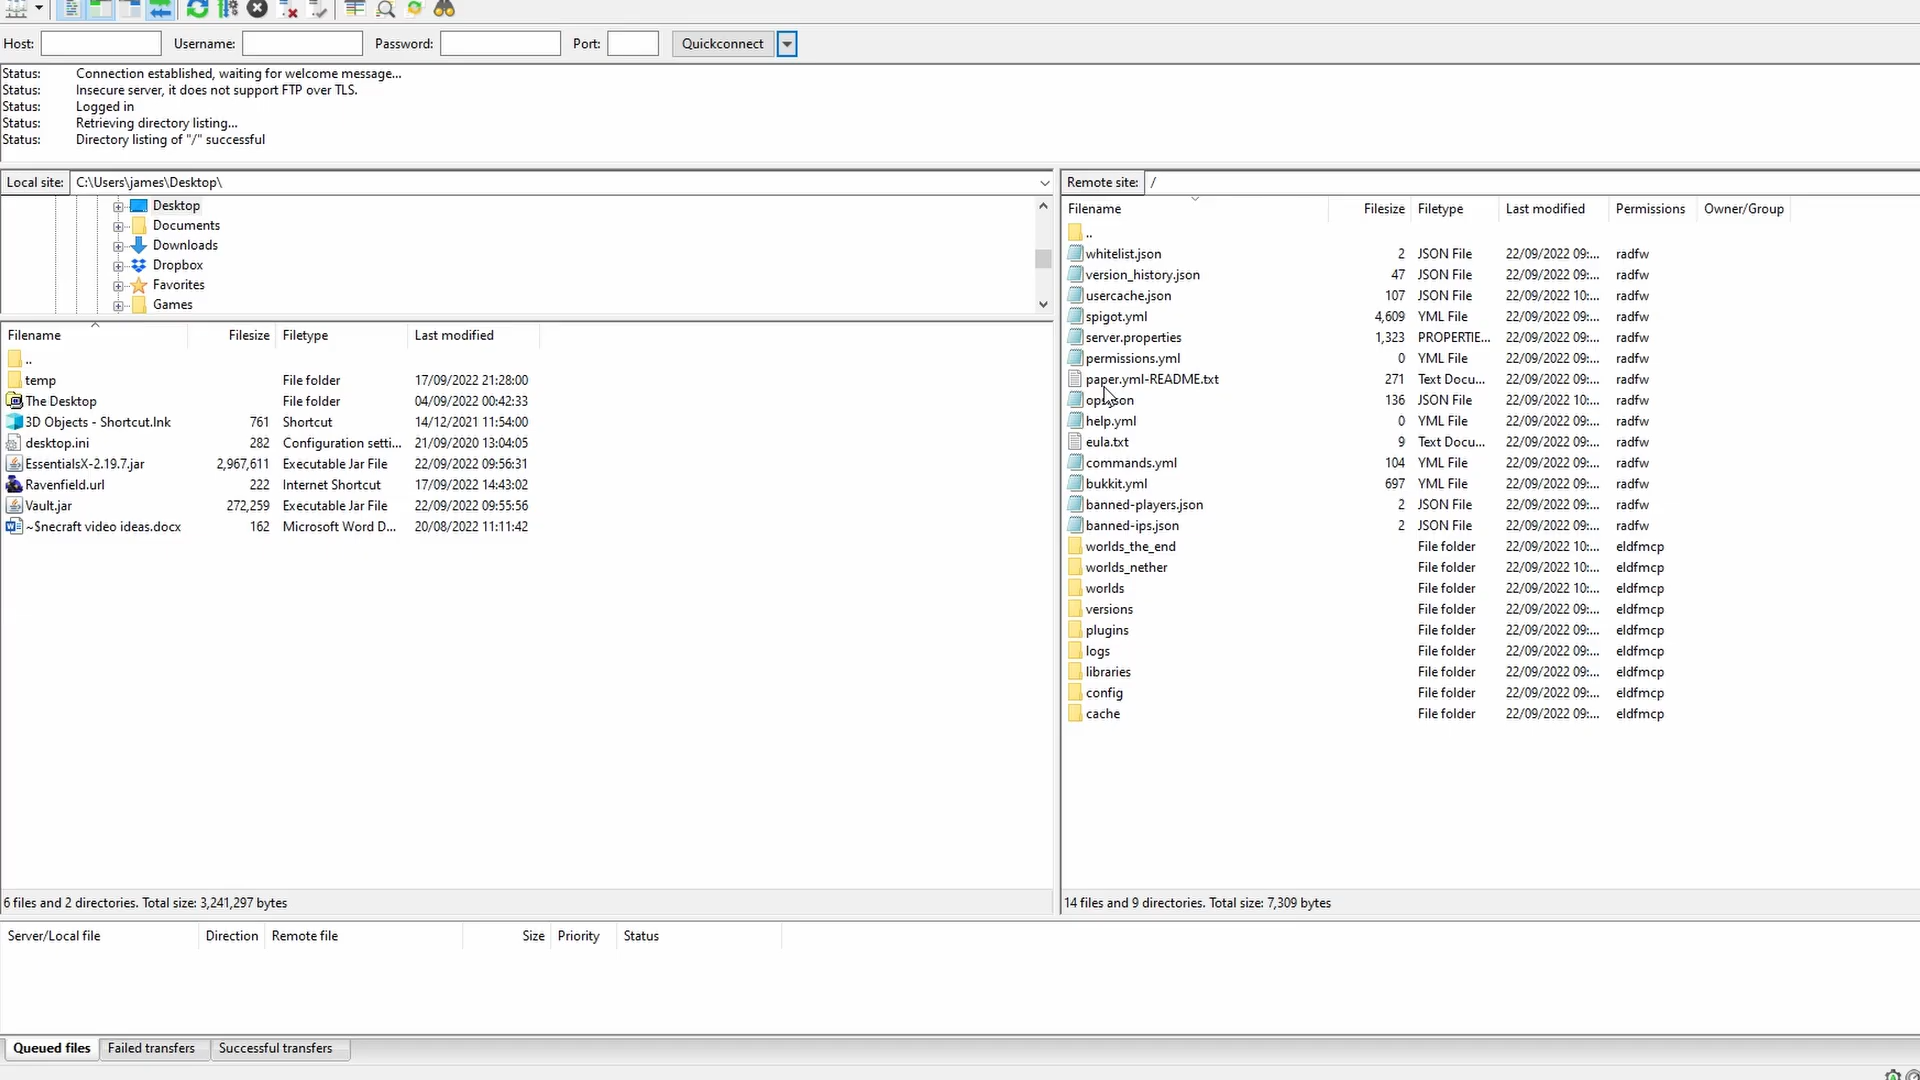 Host: Username: Password: Port: Quickconnect
Status: Connection established, waiting for welcome message...
Status: Insecure server, it does not support FTP over TLS.
Status: Logged in
Status: Retrieving directory listing...
Status: Directory listing of "/" successful
Local site: C:\Users\james\Desktop\
Desktop
Documents
Downloads
Dropbox
Favorites
Games
Filename Filesize Filetype Last modified
..
temp File folder 17/09/2022 21:28:00
The Desktop File folder 04/09/2022 00:42:33
3D Objects - Shortcut.lnk 761 Shortcut 14/12/2021 11:54:00
desktop.ini 282 Configuration setti... 21/09/2020 13:04:05
EssentialsX-2.19.7.jar 2,967,611 Executable Jar File 22/09/2022 09:56:31
Ravenfield.url 222 Internet Shortcut 17/09/2022 14:43:02
Vault.jar 272,259 Executable Jar File 22/09/2022 09:55:56
~$necraft video ideas.docx 162 Microsoft Word D... 20/08/2022 11:11:42
6 files and 2 directories. Total size: 3,241,297 bytes
Remote site: /
Filename Filesize Filetype Last modified Permissions Owner/Group
..
whitelist.json 2 JSON File 22/09/2022 09:... radfw
version_history.json 47 JSON File 22/09/2022 09:... radfw
usercache.json 107 JSON File 22/09/2022 10:... radfw
spigot.yml 4,609 YML File 22/09/2022 09:... radfw
server.properties 1,323 PROPERTIE... 22/09/2022 09:... radfw
permissions.yml 0 YML File 22/09/2022 09:... radfw
paper.yml-README.txt 271 Text Docu... 22/09/2022 09:... radfw
ops.json 136 JSON File 22/09/2022 10:... radfw
help.yml 0 YML File 22/09/2022 09:... radfw
eula.txt 9 Text Docu... 22/09/2022 09:... radfw
commands.yml 104 YML File 22/09/2022 09:... radfw
bukkit.yml 697 YML File 22/09/2022 09:... radfw
banned-players.json 2 JSON File 22/09/2022 09:... radfw
banned-ips.json 2 JSON File 22/09/2022 09:... radfw
worlds_the_end File folder 22/09/2022 10:... eldfmcp
worlds_nether File folder 22/09/2022 10:... eldfmcp
worlds File folder 22/09/2022 10:... eldfmcp
versions File folder 22/09/2022 09:... eldfmcp
plugins File folder 22/09/2022 09:... eldfmcp
logs File folder 22/09/2022 09:... eldfmcp
libraries File folder 22/09/2022 09:... eldfmcp
config File folder 22/09/2022 09:... eldfmcp
cache File folder 22/09/2022 09:... eldfmcp
14 files and 9 directories. Total size: 7,309 bytes
Server/Local file Direction Remote file Size Priority Status
Queued files Failed transfers Successful transfers